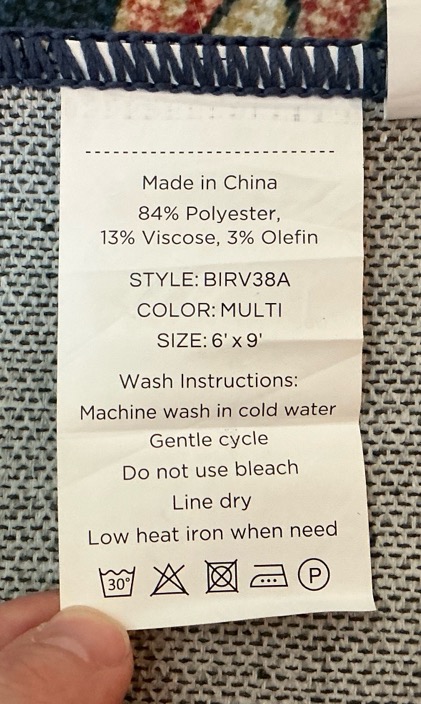 Made in China
84% Polyester,
13% Viscose, 3% Olefin
STYLE: BIRV38A
COLOR: MULTI
SIZE: 6' x 9'
Wash Instructions:
Machine wash in cold water
Gentle cycle
Do not use bleach
Line dry
Low heat iron when need
30° P